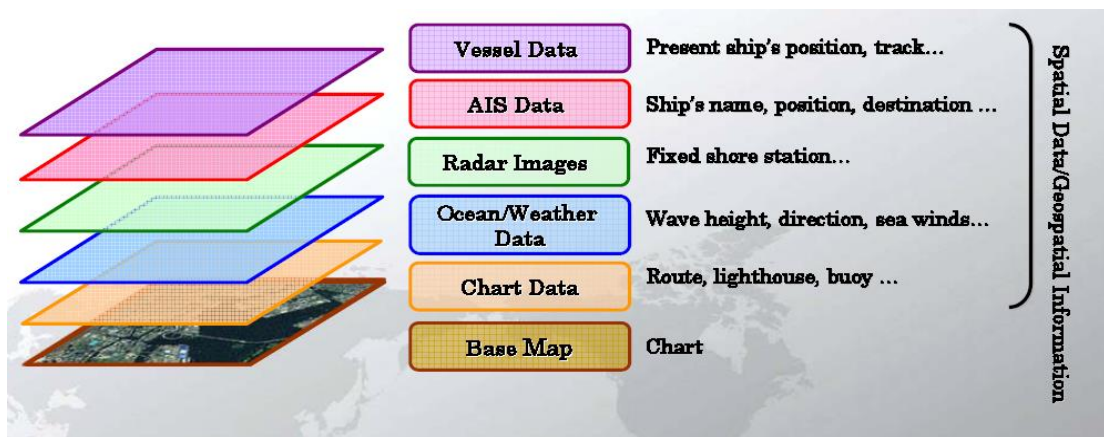 Vessel Data
Present ship's position, track…
AIS Data
Ship's name, position, destination …
Radar Images
Fixed shore station…
Ocean/Weather
Data
Wave height, direction, sea winds…
Chart Data
Route, lighthouse, buoy …
Base Map
Chart
Spatial Data/Geospatial Information